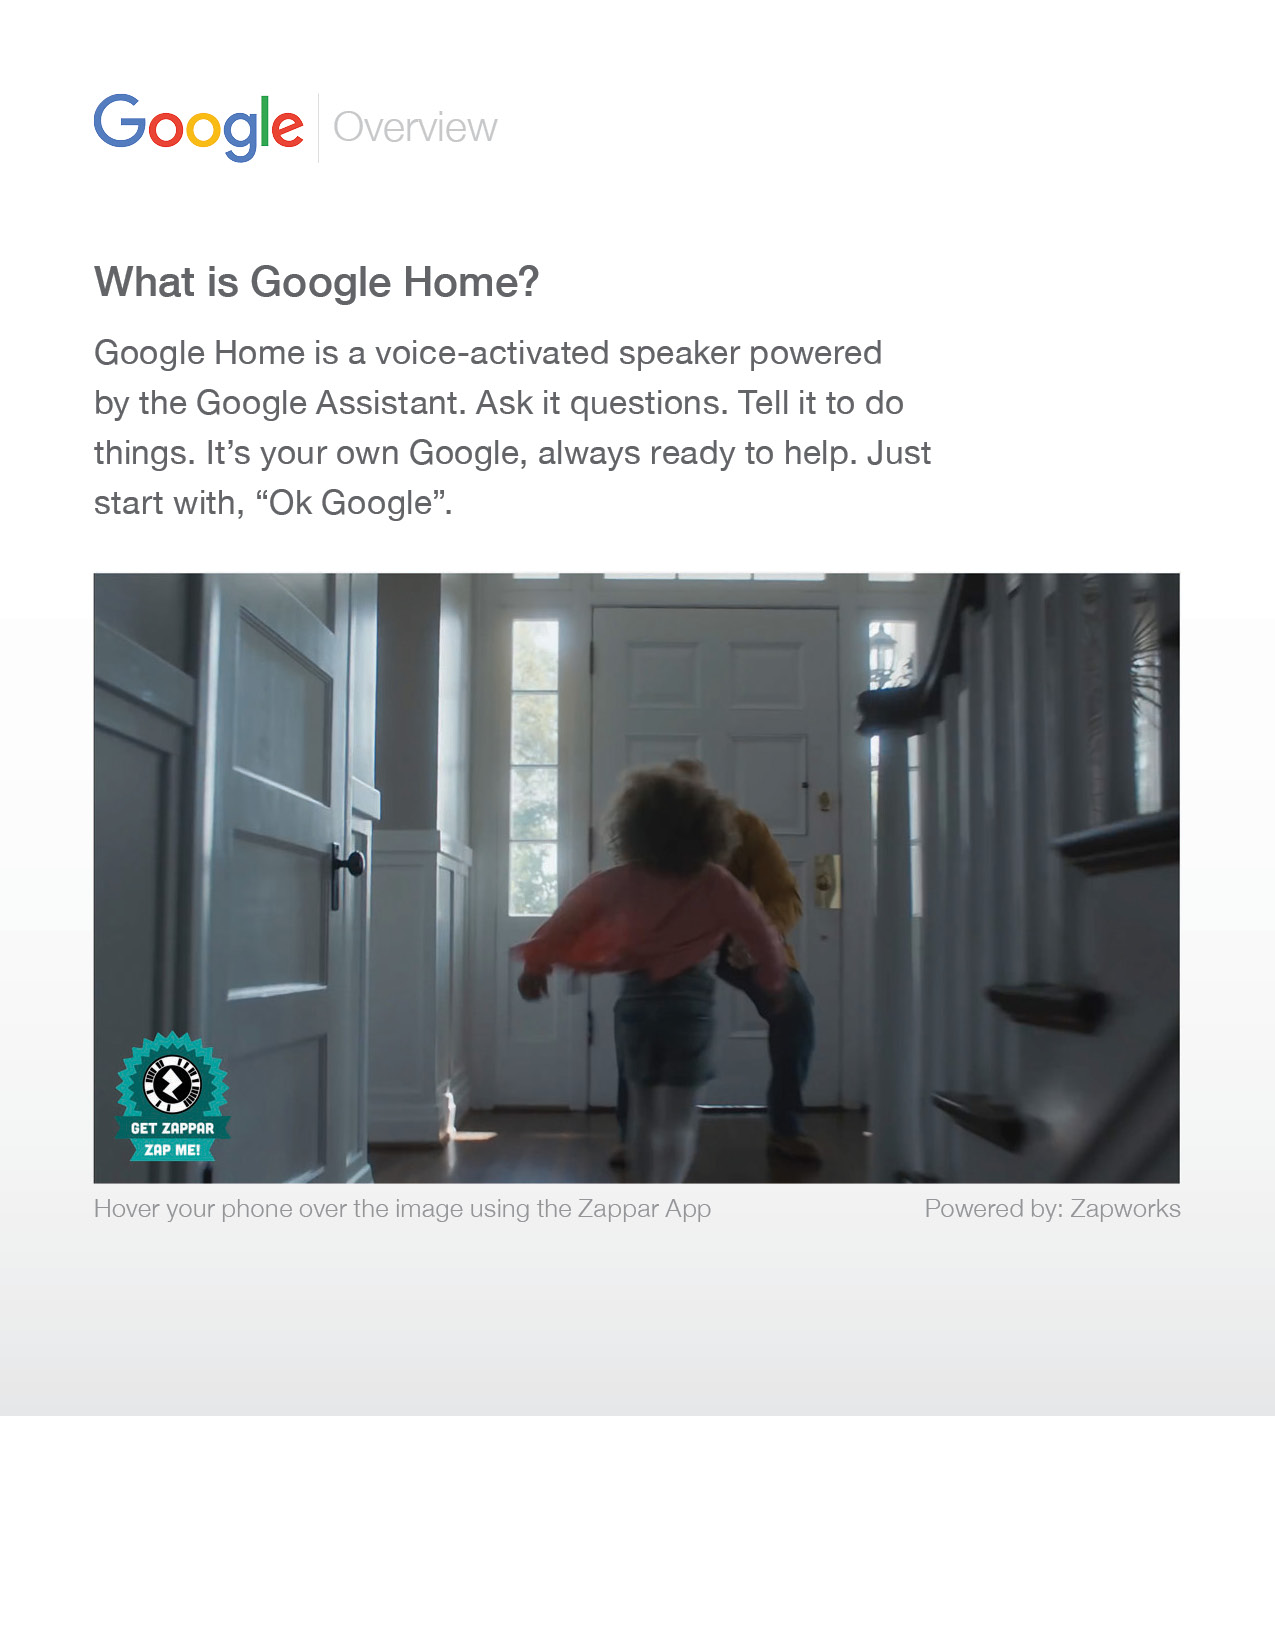 Google | Overview
What is Google Home?
Google Home is a voice-activated speaker powered
by the Google Assistant. Ask it questions. Tell it to do
things. It’s your own Google, always ready to help. Just
start with, “Ok Google”.
GET ZAPPAR
ZAP ME!
Hover your phone over the image using the Zappar App
Powered by: Zapworks